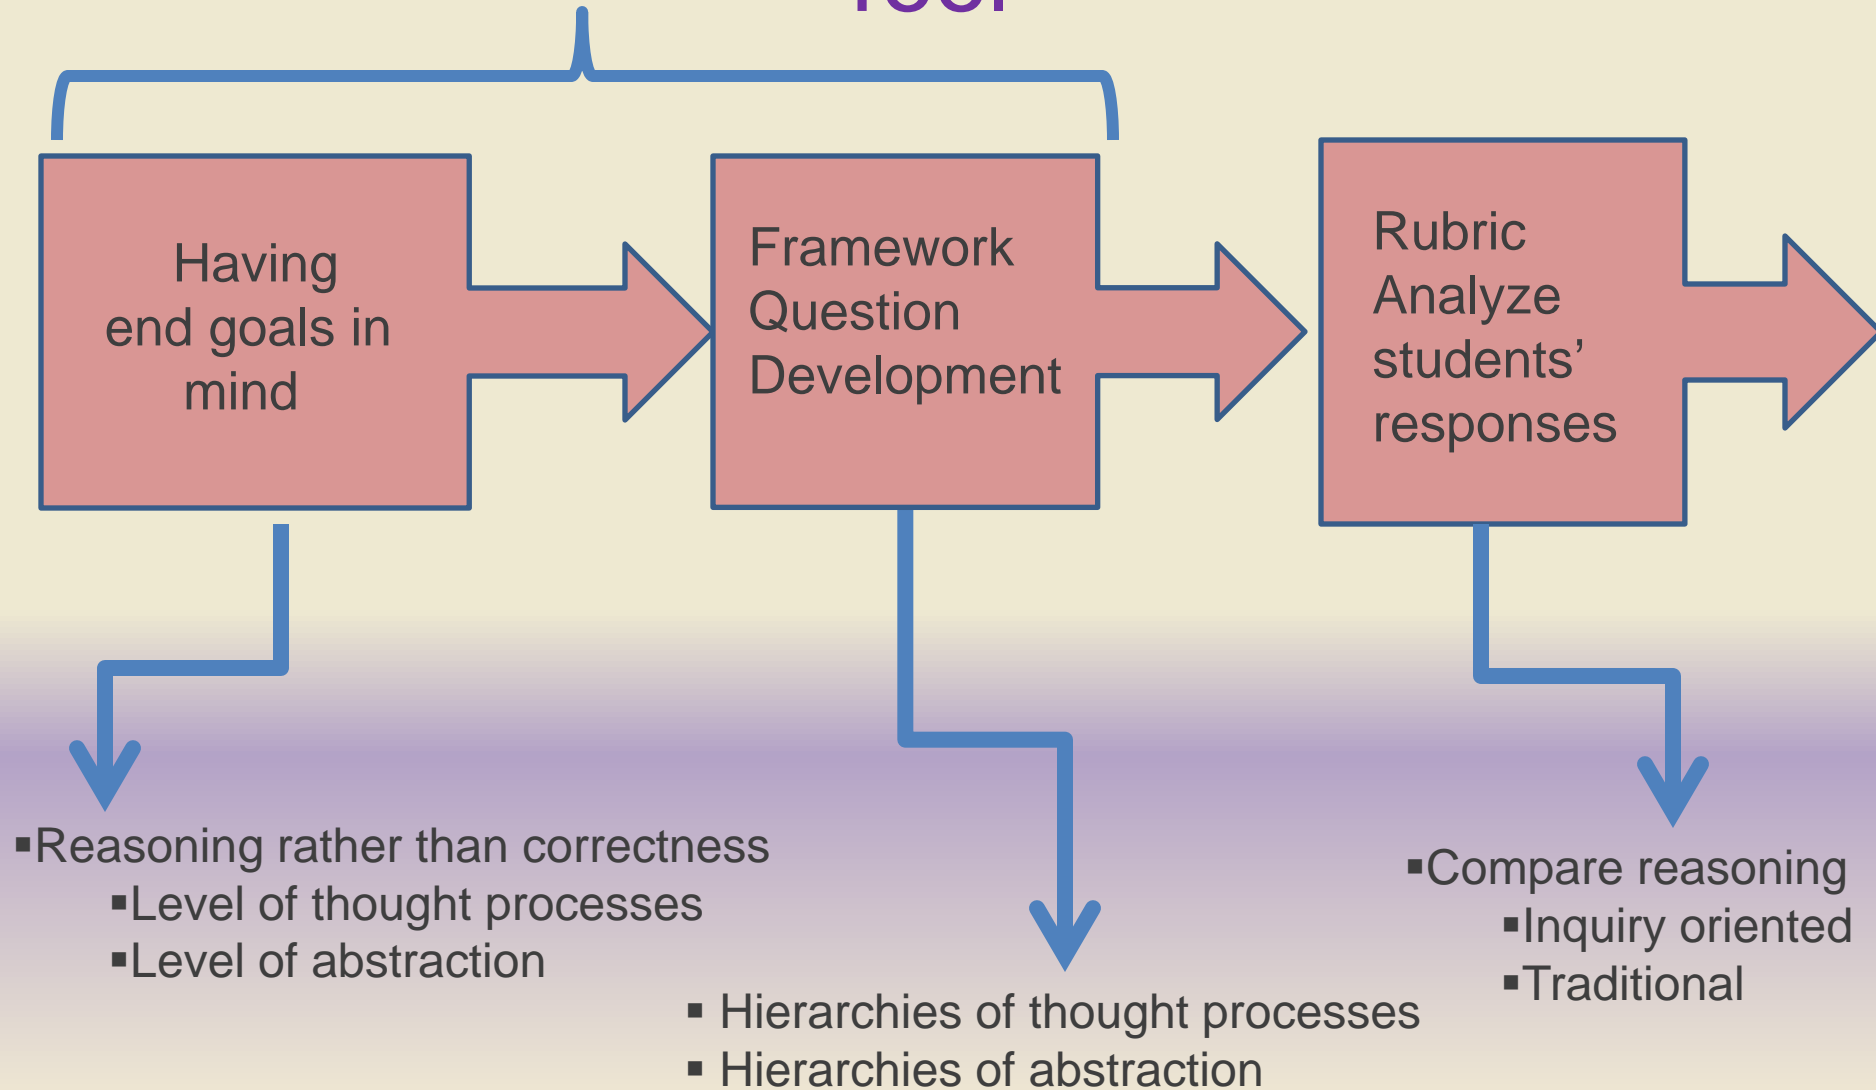 Having
end goals in
mind
Framework
Question
Development
Rubric
Analyze
students’
responses
▪Reasoning rather than correctness
▪Level of thought processes
▪Level of abstraction
▪ Hierarchies of thought processes
▪ Hierarchies of abstraction
▪Compare reasoning
▪Inquiry oriented
▪Traditional